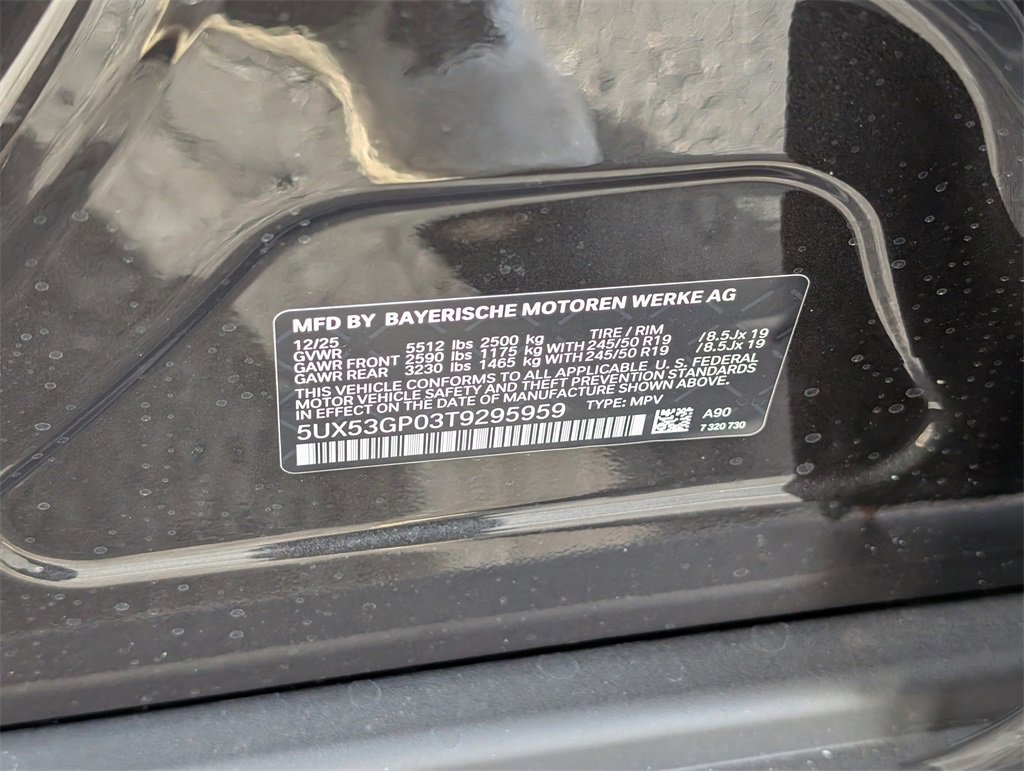 MFD BY BAYERISCHE MOTOREN WERKE AG
12/25 TIRE / RIM
GVWR 5512 lbs 2500 kg
GAWR FRONT 2590 lbs 1175 kg WITH 245/50 R19 /8.5Jx 19
GAWR REAR 3230 lbs 1465 kg WITH 245/50 R19 /8.5Jx 19
THIS VEHICLE CONFORMS TO ALL APPLICABLE U. S. FEDERAL
MOTOR VEHICLE SAFETY AND THEFT PREVENTION STANDARDS
IN EFFECT ON THE DATE OF MANUFACTURE SHOWN ABOVE.
5UX53GP03T9295959 TYPE: MPV
A90
7 320 730